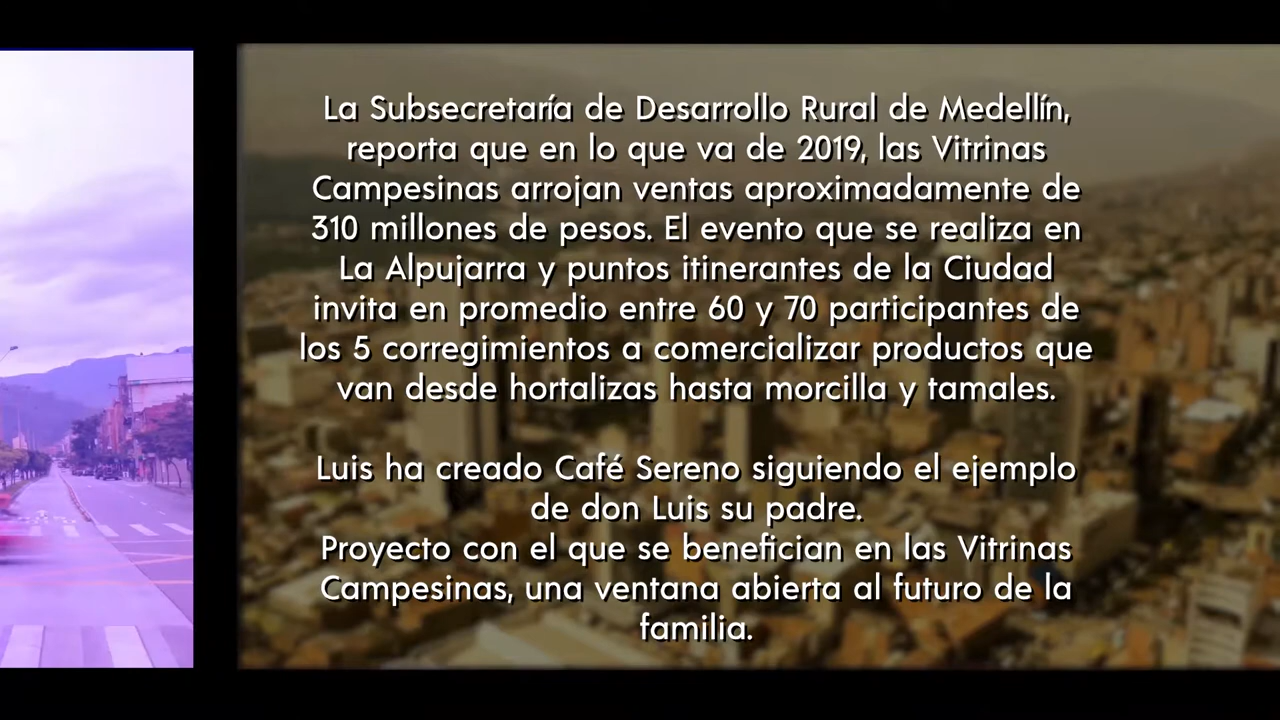 La Subsecretaría de Desarrollo Rural de Medellín,
reporta que en lo que va de 2019, las Vitrinas
Campesinas arrojan ventas aproximadamente de
310 millones de pesos. El evento que se realiza en
La Alpujarra y puntos itinerantes de la Ciudad
invita en promedio entre 60 y 70 participantes de
los 5 corregimientos a comercializar productos que
van desde hortalizas hasta morcilla y tamales.
Luis ha creado Café Sereno siguiendo el ejemplo
de don Luis su padre.
Proyecto con el que se benefician en las Vitrinas
Campesinas, una ventana abierta al futuro de la
familia.